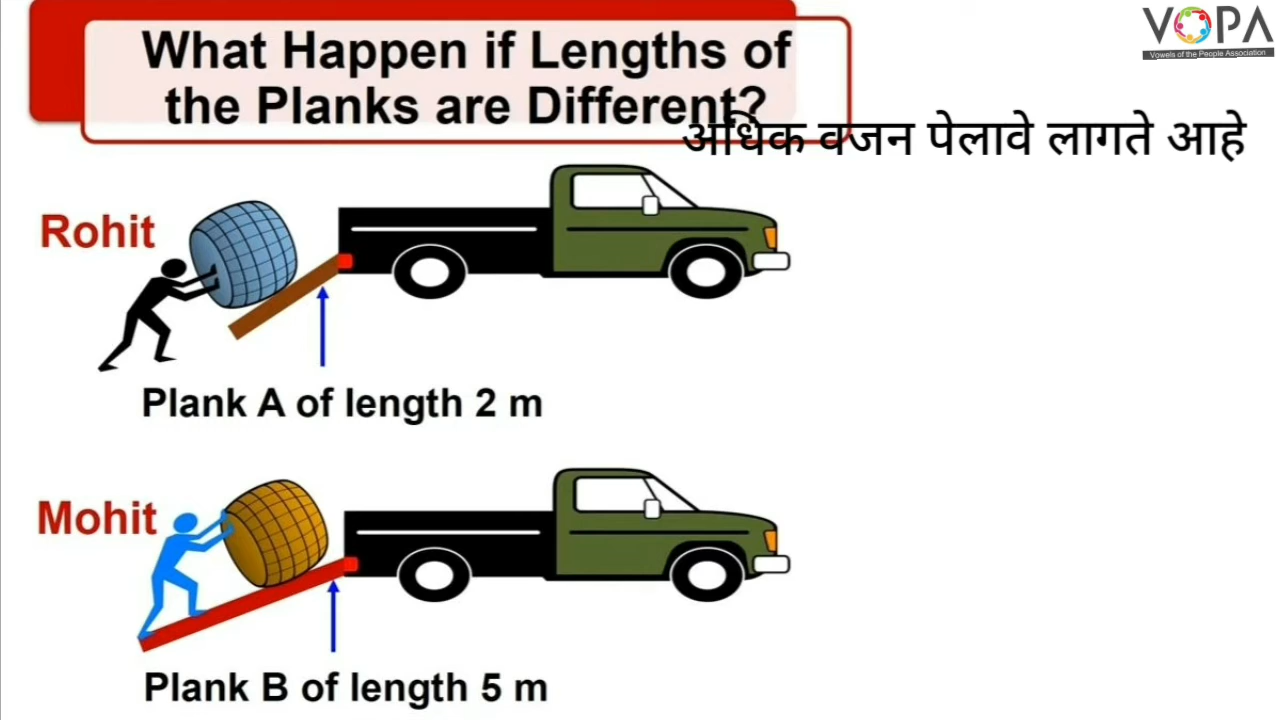 What Happen if Lengths of
the Planks are Different?
VOPA
Vowels of the People Association
अधिक वजन पेलावे लागते आहे
Rohit
Plank A of length 2 m
Mohit
Plank B of length 5 m